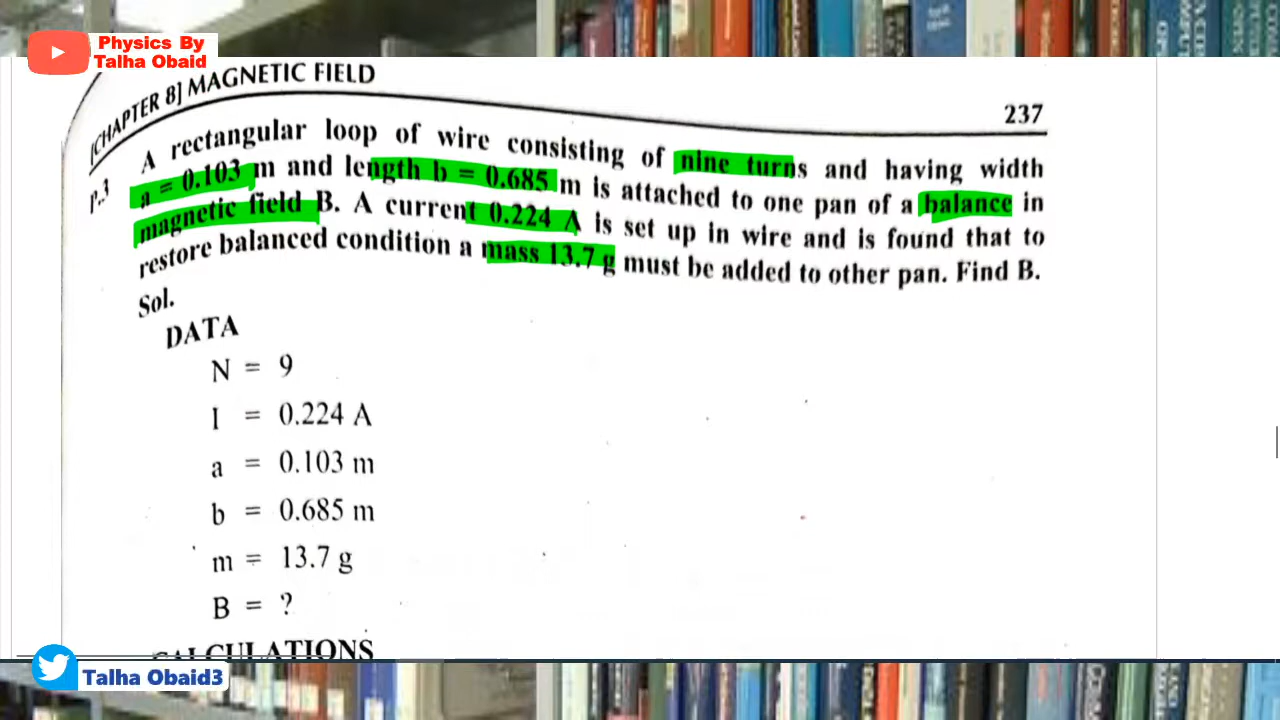 Physics By
Talha Obaid
[CHAPTER 8] MAGNETIC FIELD
237
P.3 A rectangular loop of wire consisting of nine turns and having width
a = 0.103 m and length b = 0.685 m is attached to one pan of a balance in
magnetic field B. A current 0.224 A is set up in wire and is found that to
restore balanced condition a mass 13.7 g must be added to other pan. Find B.
Sol.
DATA
N = 9
I = 0.224 A
a = 0.103 m
b = 0.685 m
m = 13.7 g
B = ?
CALCULATIONS
Talha Obaid3